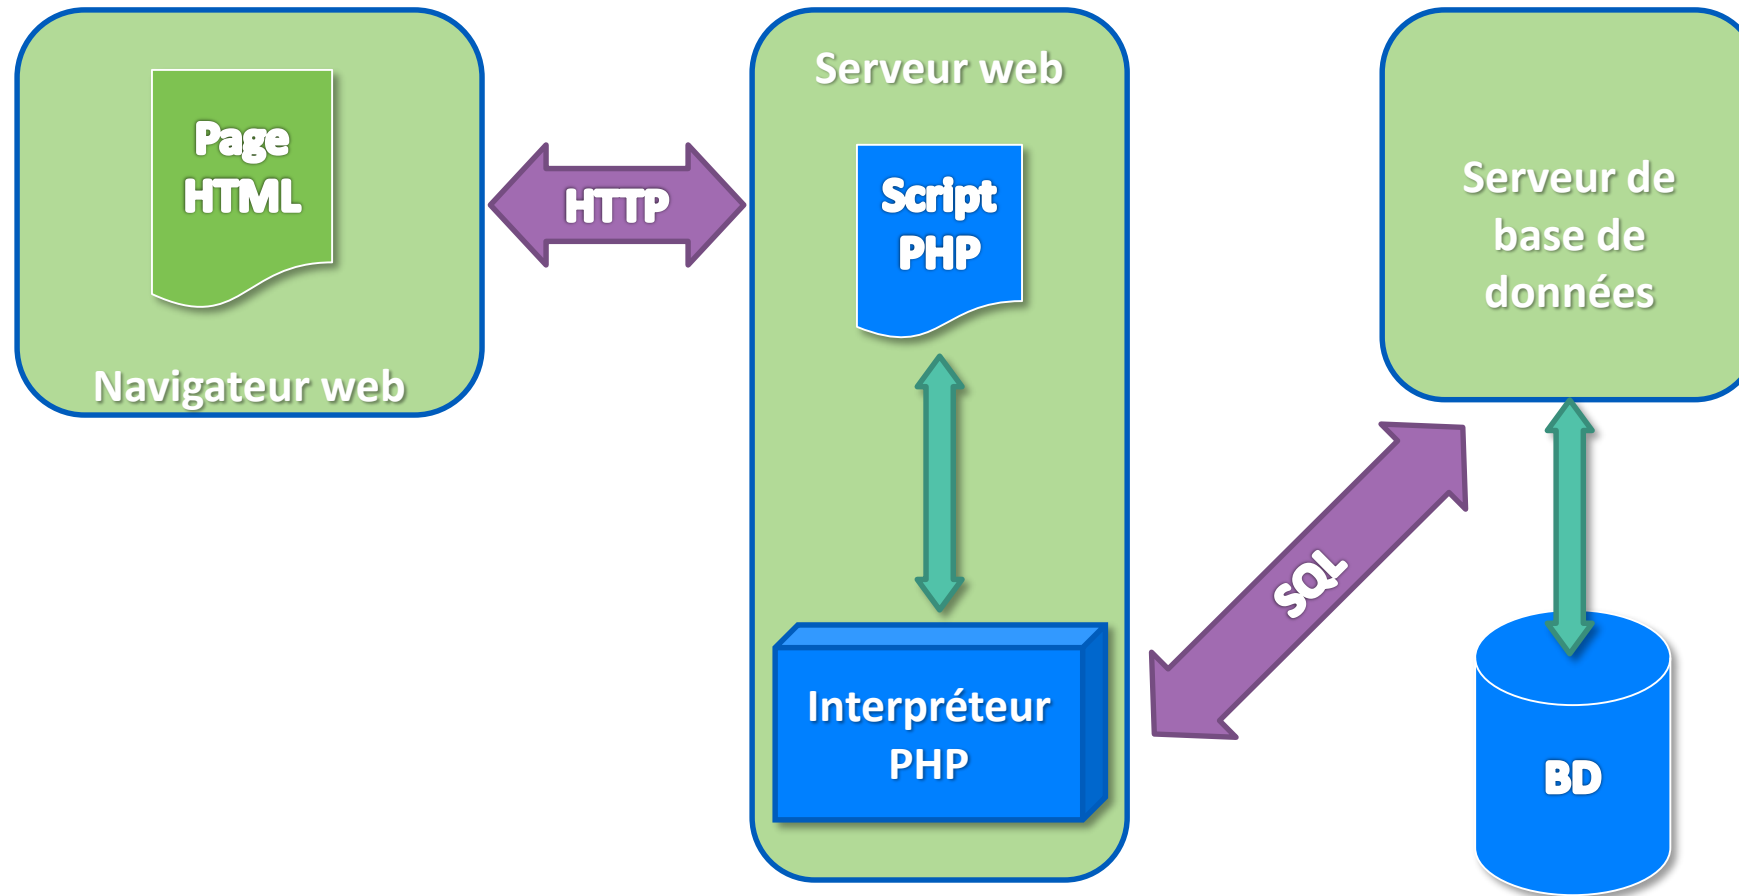 Page
HTML
Navigateur web
HTTP
Serveur web
Script
PHP
Interpréteur
PHP
SQL
Serveur de
base de
données
BD